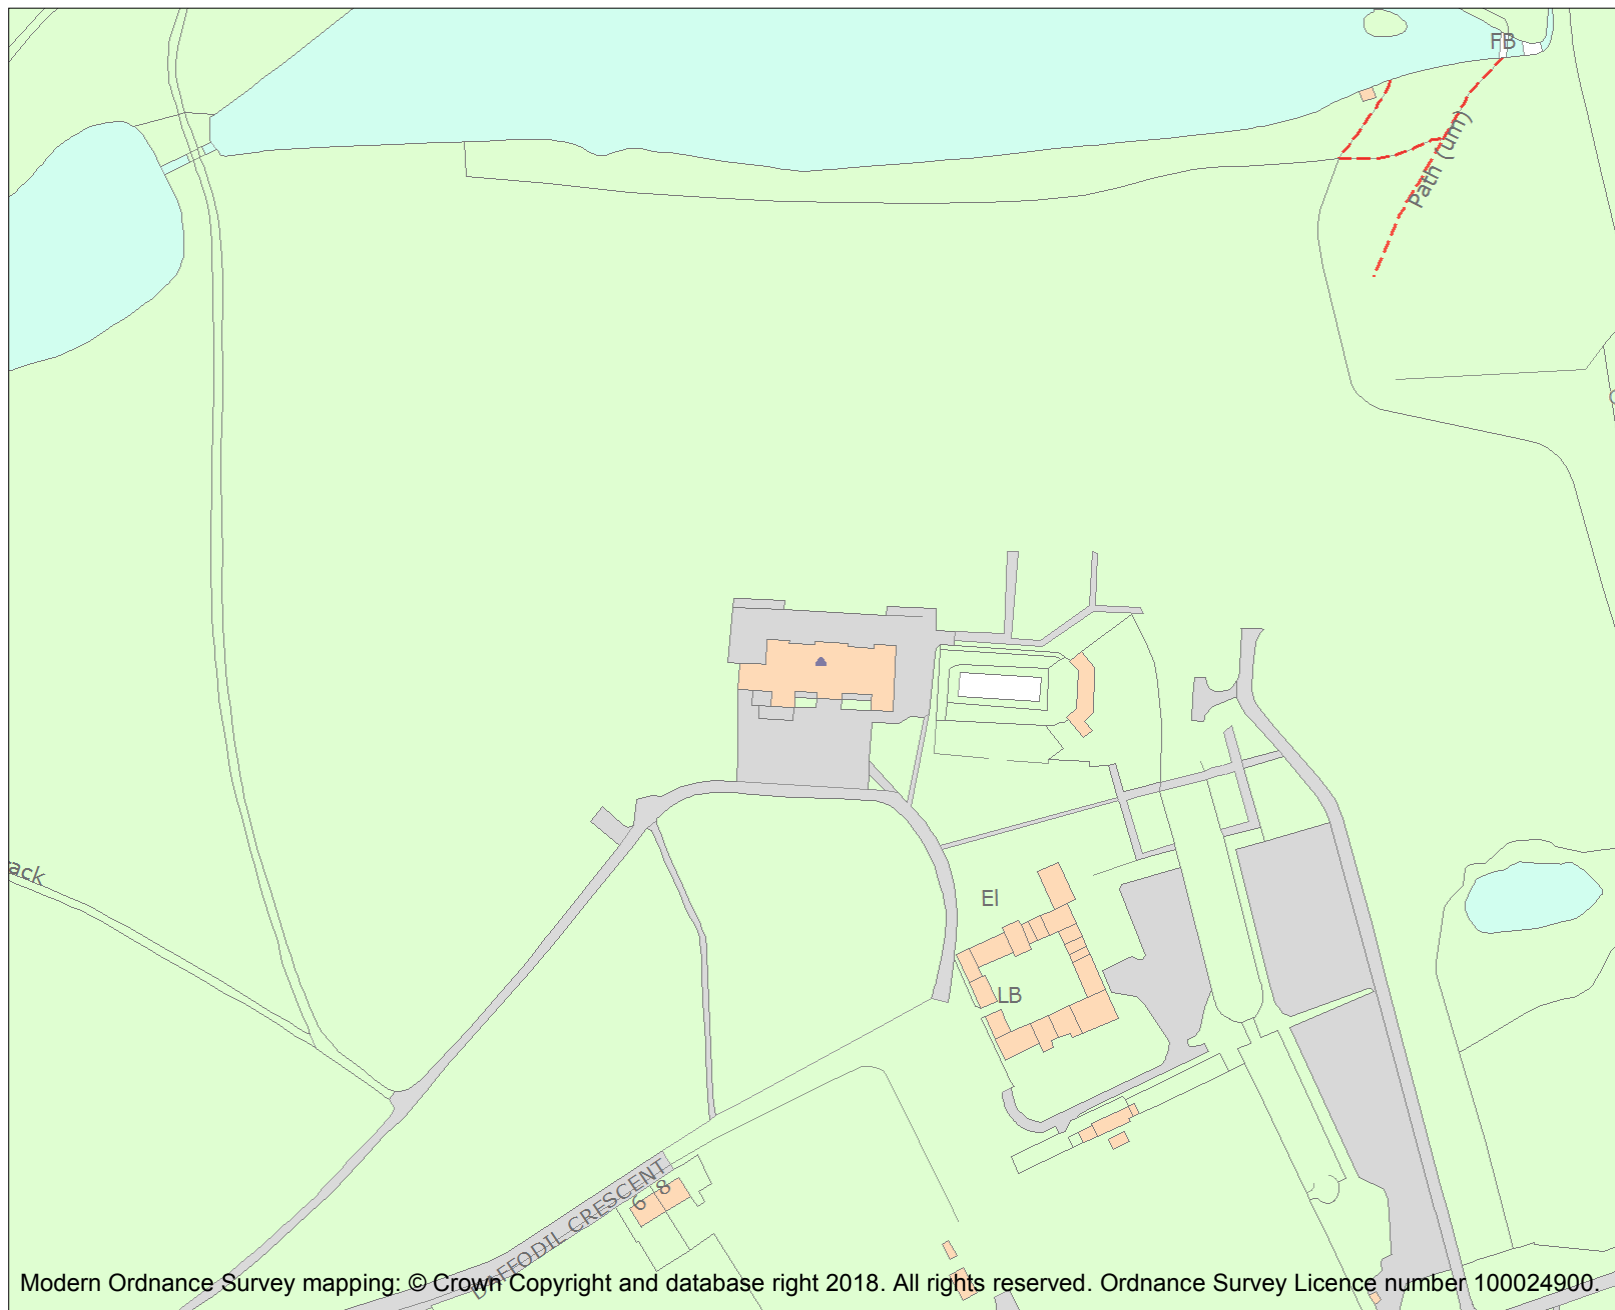 FB
Path (um)
ack
El
LB
6
8
DAFFODIL CRESCENT
Modern Ordnance Survey mapping: © Crown Copyright and database right 2018. All rights reserved. Ordnance Survey Licence number 100024900.